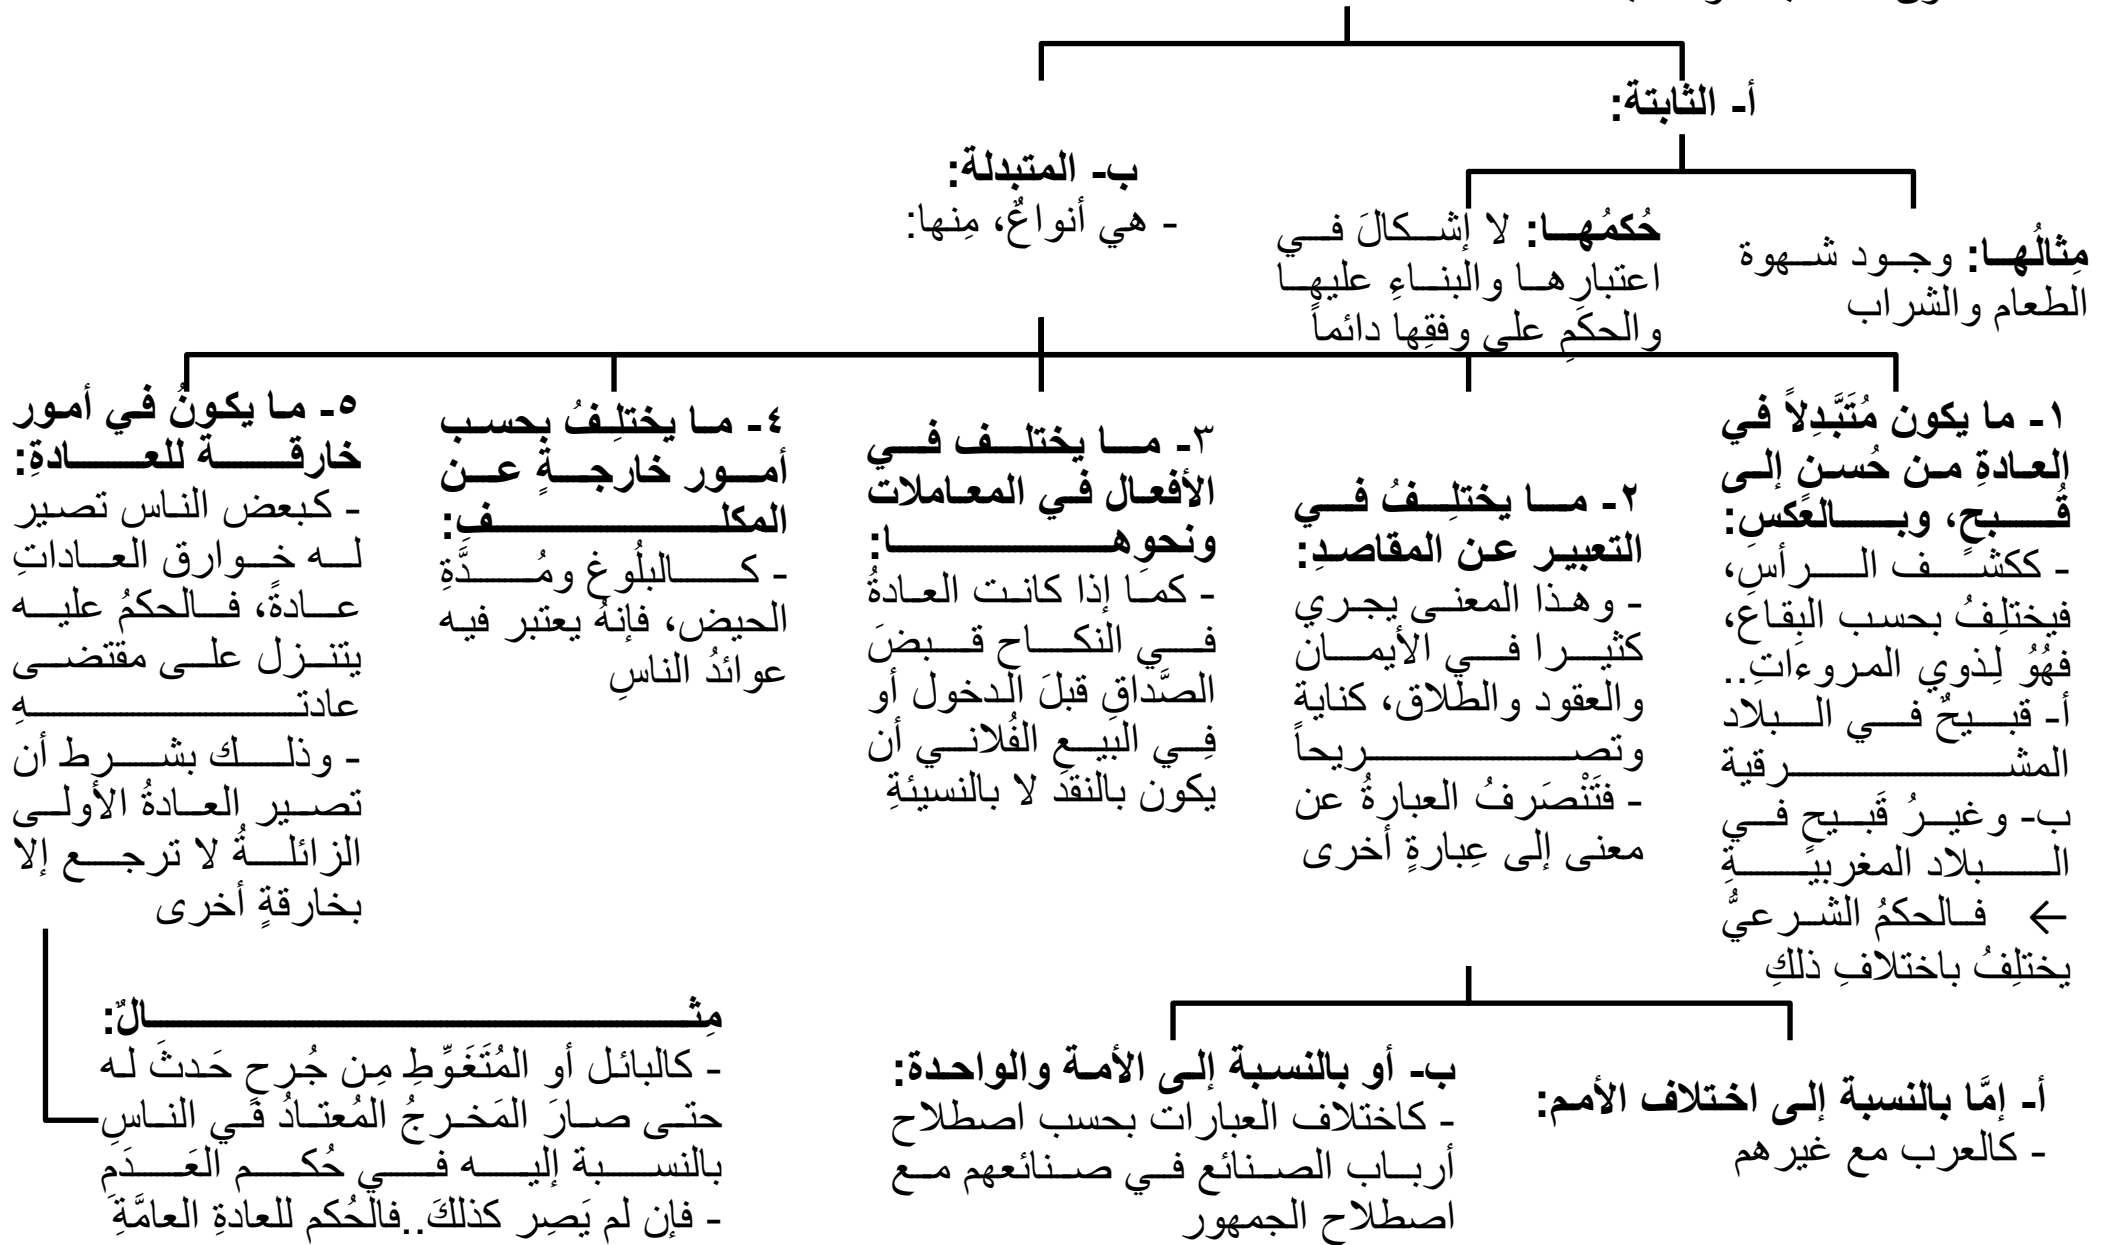 أ- الثابتة:
مِثالُها: وجود شهوة
الطعام والشراب
حُكمُها: لا إشكالَ في
اعتبارِها والبناءِ عليها
والحكمِ على وفقِها دائماً
ب- المتبدلة:
- هي أنواعٌ، مِنها:
١- ما يكون مُتَبَّدِلاً في
العادةِ من حُسنٍ إلى
قُبحٍ، وبالعكسِ:
- ككشف الرأسِ،
فيختلِفُ بحسب البِقاعِ،
فهُوُ لِذوي المروءَاتِ..
أ- قبيحٌ في البلاد
المشرقية
ب- وغيرُ قَبيحٍ في
البلاد المغربيَّةِ
← فالحكمُ الشرعيُّ
يختلِفُ باختلافِ ذلكِ
٢- ما يختلِفُ في
التعبير عن المقاصدِ:
- وهذا المعنى يجري
كثيرا في الأيمان
والعقود والطلاق، كناية
وتصريحاً
- فتَنْصَرفُ العبارةُ عن
معنى إلى عِبارةٍ أخرى
أ- إمَّا بالنسبة إلى اختلاف الأمم:
- كالعرب مع غيرهم
ب- أو بالنسبة إلى الأمة والواحدة:
- كاختلاف العبارات بحسب اصطلاح
أرباب الصنائع في صنائعهم مع
اصطلاح الجمهور
٣- ما يختلف في
الأفعال في المعاملات
ونحوِها:
- كما إذا كانت العادةُ
في النكاح قبضَ
الصَّداقِ قبلَ الدخول أو
فِي البيع الفُلاني أن
يكون بالنقدَ لا بالنسيئةِ
٤- ما يختلِفُ بحسب
أمور خارجةٍ عن
المكلفِ:
- كالبلُوغ ومُدَّةِ
الحيض، فإنهُ يعتبر فيه
عوائدُ الناسِ
٥- ما يكونُ في أمور
خارقة للعادةِ:
- كبعض الناس تصير
له خوارق العاداتِ
عادةً، فالحكمُ عليه
يتنزل على مقتضى
عادتهِ
- وذلك بشرط أن
تصير العادةُ الأولى
الزائلةُ لا ترجع إلا
بخارقةٍ أخرى
مِثالٌ:
- كالبائل أو المُتَغَوِّطِ مِن جُرحٍ حَدثَ له
حتى صارَ المَخرجُ المُعتادُ في الناسِ
بالنسبة إليه في حُكم العَدَمِ
- فإن لم يَصِر كذلكَ..فالحُكم للعادةِ العامَّةِ